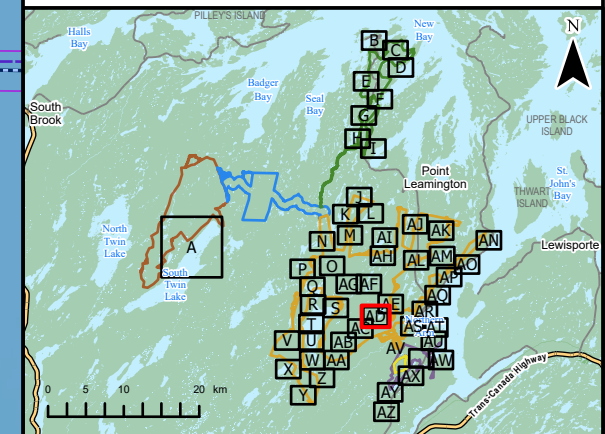 PILLEY'S ISLAND
Halls
Bay
New
Bay
N
B
C
D
Badger
Bay
E
Seal
Bay
F
South
Brook
G
UPPER BLACK
ISLAND
H
I
Point
Leamington
St.
John's
Bay
THWART
ISLAND
J
K
L
AJ
AK
North
Twin
Lake
A
N
M
AI
AN
Lewisporte
AH
AL
AM
AO
P
O
South
Twin
Lake
AP
Q
AG
AF
AQ
R
S
AE
AR
AD
T
AC
AS
AT
V
U
AB
AV
AU
W
AA
AW
X
Z
AX
Y
AY
AZ
0 5 10 20 km
Trans-Canada Highway